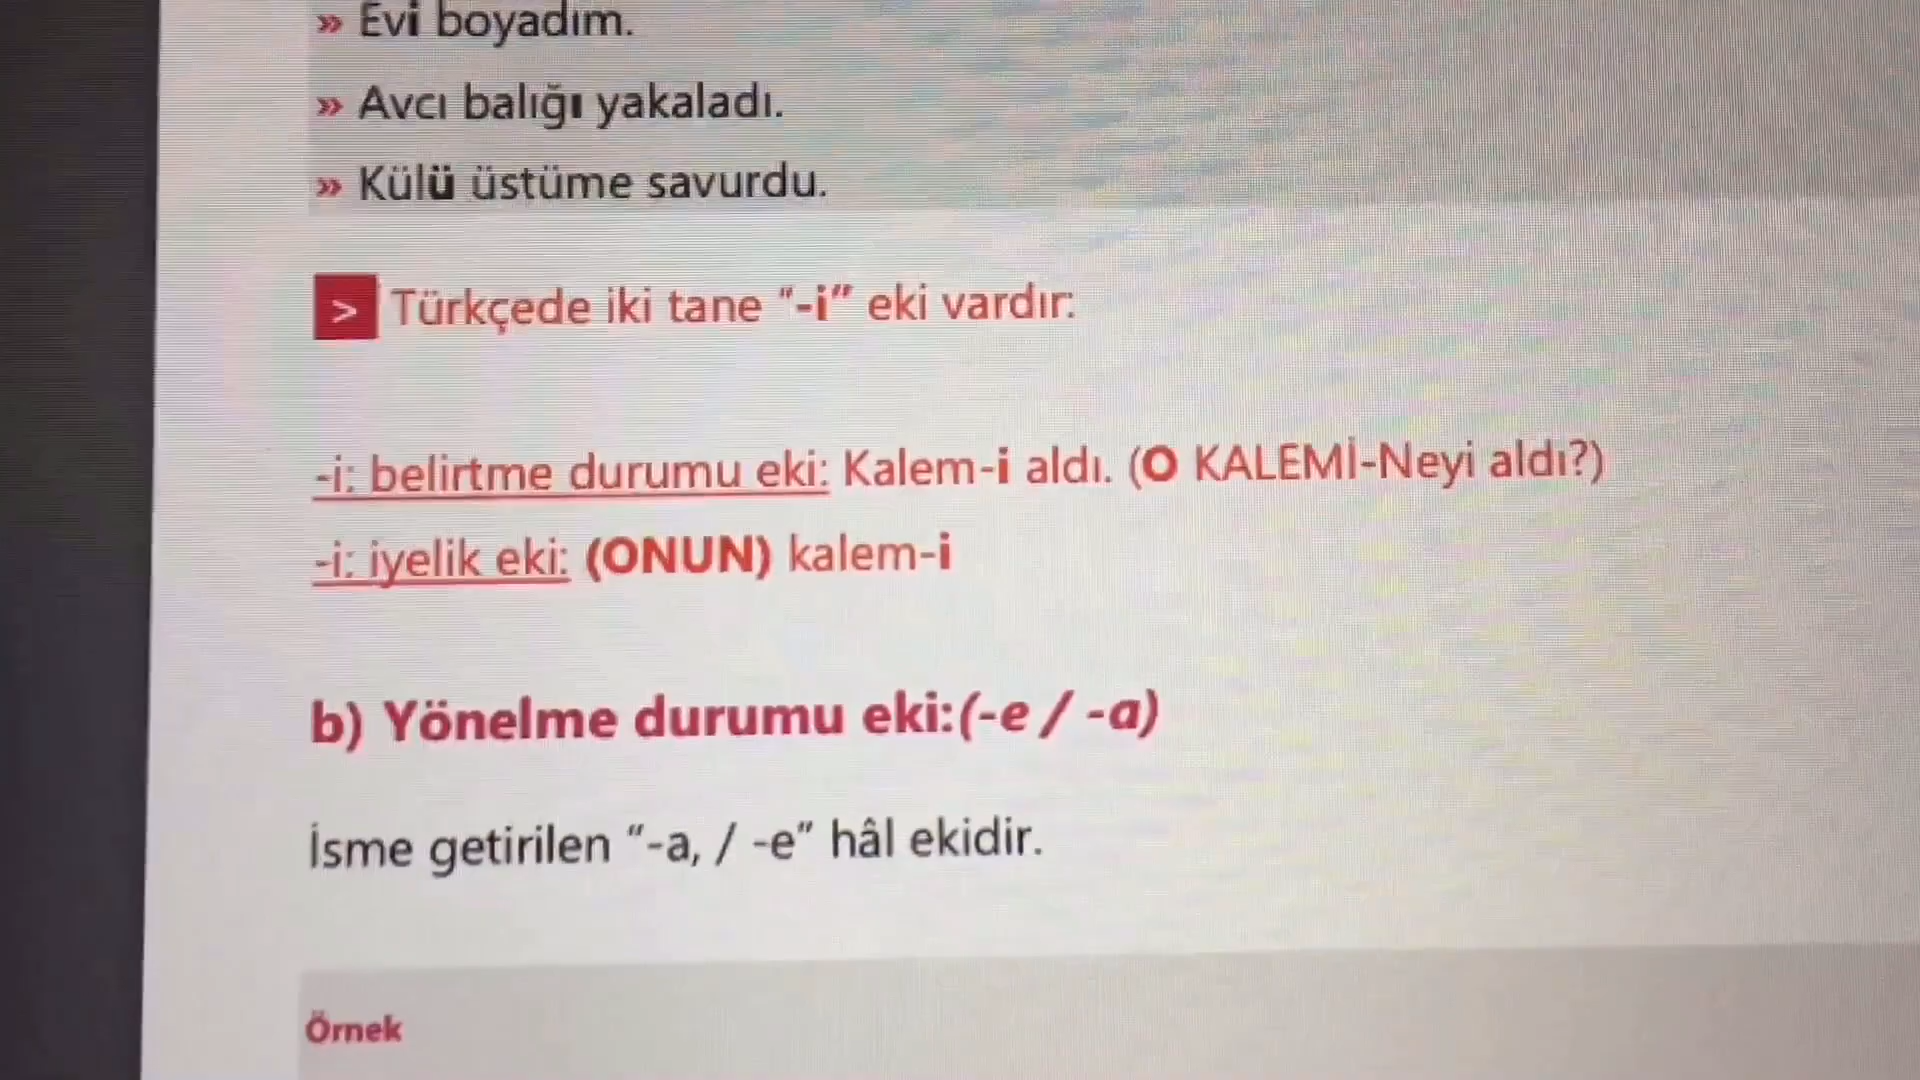 » Evi boyadım.
» Avcı balığı yakaladı.
» Külü üstüme savurdu.
> Türkçede iki tane “-i” eki vardır:
-i: belirtme durumu eki: Kalem-i aldı. (O KALEMİ-Neyi aldı?)
-i: iyelik eki: (ONUN) kalem-i
b) Yönelme durumu eki:(-e / -a)
İsme getirilen “-a, / -e” hâl ekidir.
Örnek